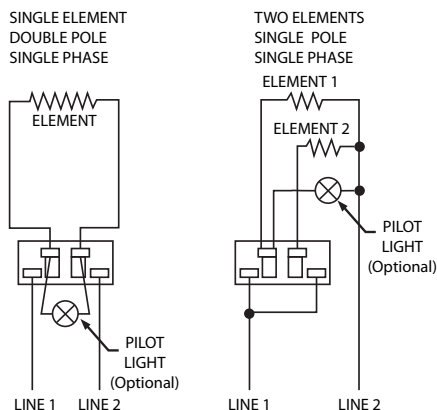 SINGLE ELEMENT
DOUBLE POLE
SINGLE PHASE
ELEMENT
PILOT
LIGHT
(Optional)
LINE 1
LINE 2
TWO ELEMENTS
SINGLE POLE
SINGLE PHASE
ELEMENT 1
ELEMENT 2
PILOT
LIGHT
(Optional)
LINE 1
LINE 2